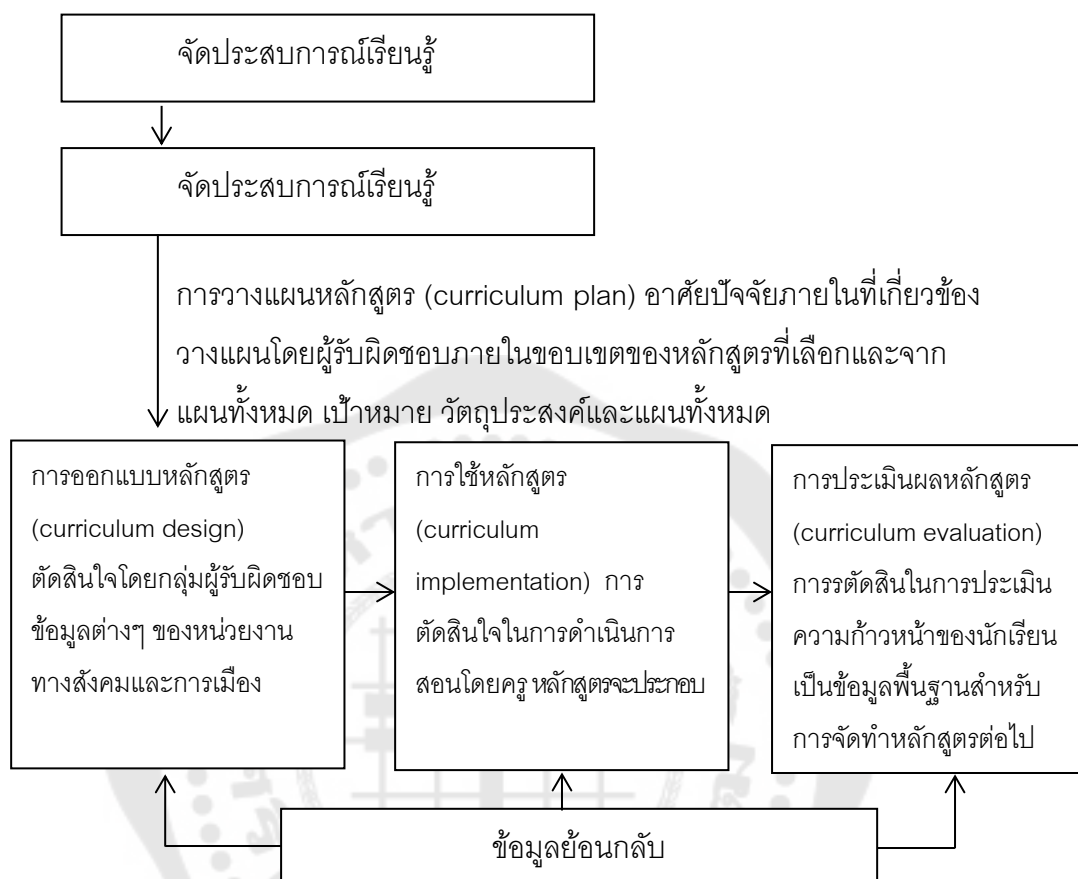 จัดประสบการณ์เรียนรู้
จัดประสบการณ์เรียนรู้
การวางแผนหลักสูตร (curriculum plan) อาศัยปัจจัยภายในที่เกี่ยวข้อง
วางแผนโดยผู้รับผิดชอบภายในขอบเขตของหลักสูตรที่เลือกและจาก
แผนทั้งหมด เป้าหมาย วัตถุประสงค์และแผนทั้งหมด
การออกแบบหลักสูตร
(curriculum design)
ตัดสินใจโดยกลุ่มผู้รับผิดชอบ
ข้อมูลต่างๆ ของหน่วยงาน
ทางสังคมและการเมือง
การใช้หลักสูตร
(curriculum
implementation) การ
ตัดสินใจในการดำเนินการ
สอนโดยครู หลักสูตรจะประกอบ
การประเมินผลหลักสูตร
(curriculum evaluation)
การรตัดสินในการประเมิน
ความก้าวหน้าของนักเรียน
เป็นข้อมูลพื้นฐานสำหรับ
การจัดทำหลักสูตรต่อไป
ข้อมูลย้อนกลับ